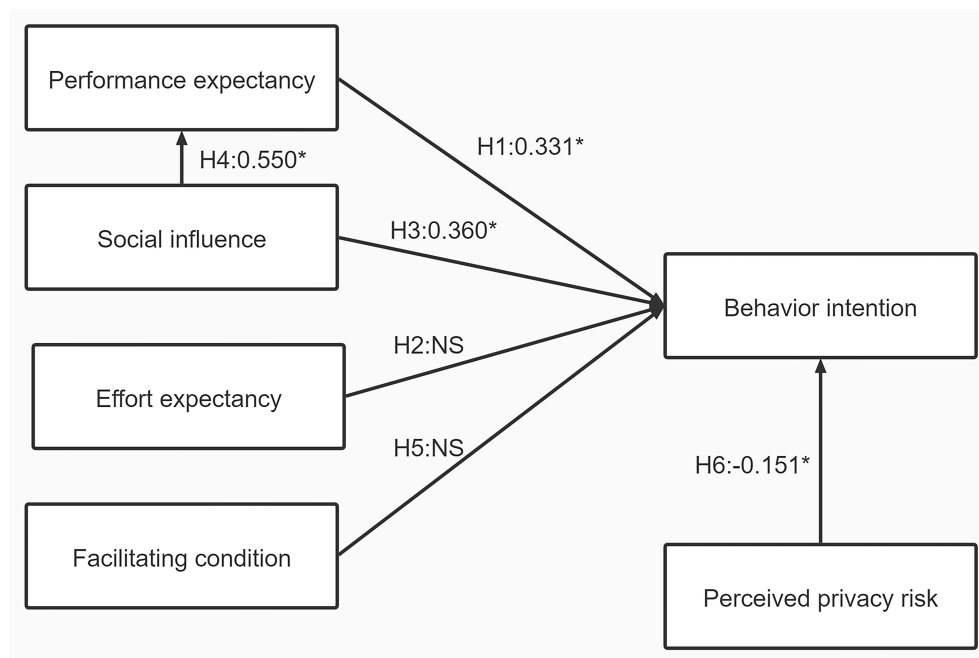 Performance expectancy
H1:0.331*
H4:0.550*
Social influence
H3:0.360*
Behavior intention
H2:NS
Effort expectancy
H5:NS
H6:-0.151*
Facilitating condition
Perceived privacy risk